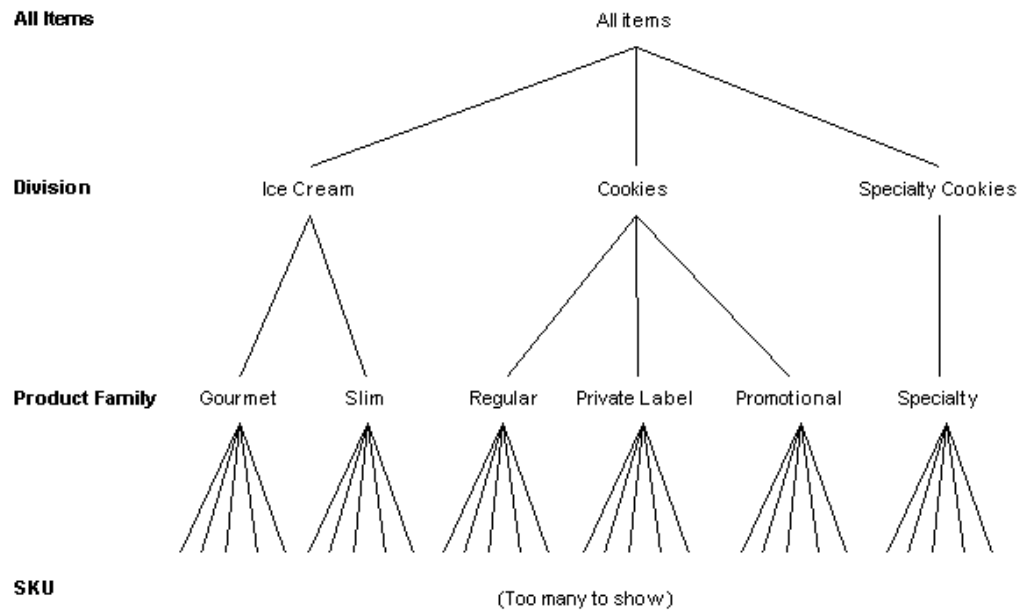 All Items All items
Division Ice Cream Cookies Specialty Cookies
Product Family Gourmet Slim Regular Private Label Promotional Specialty
SKU (Too many to show)